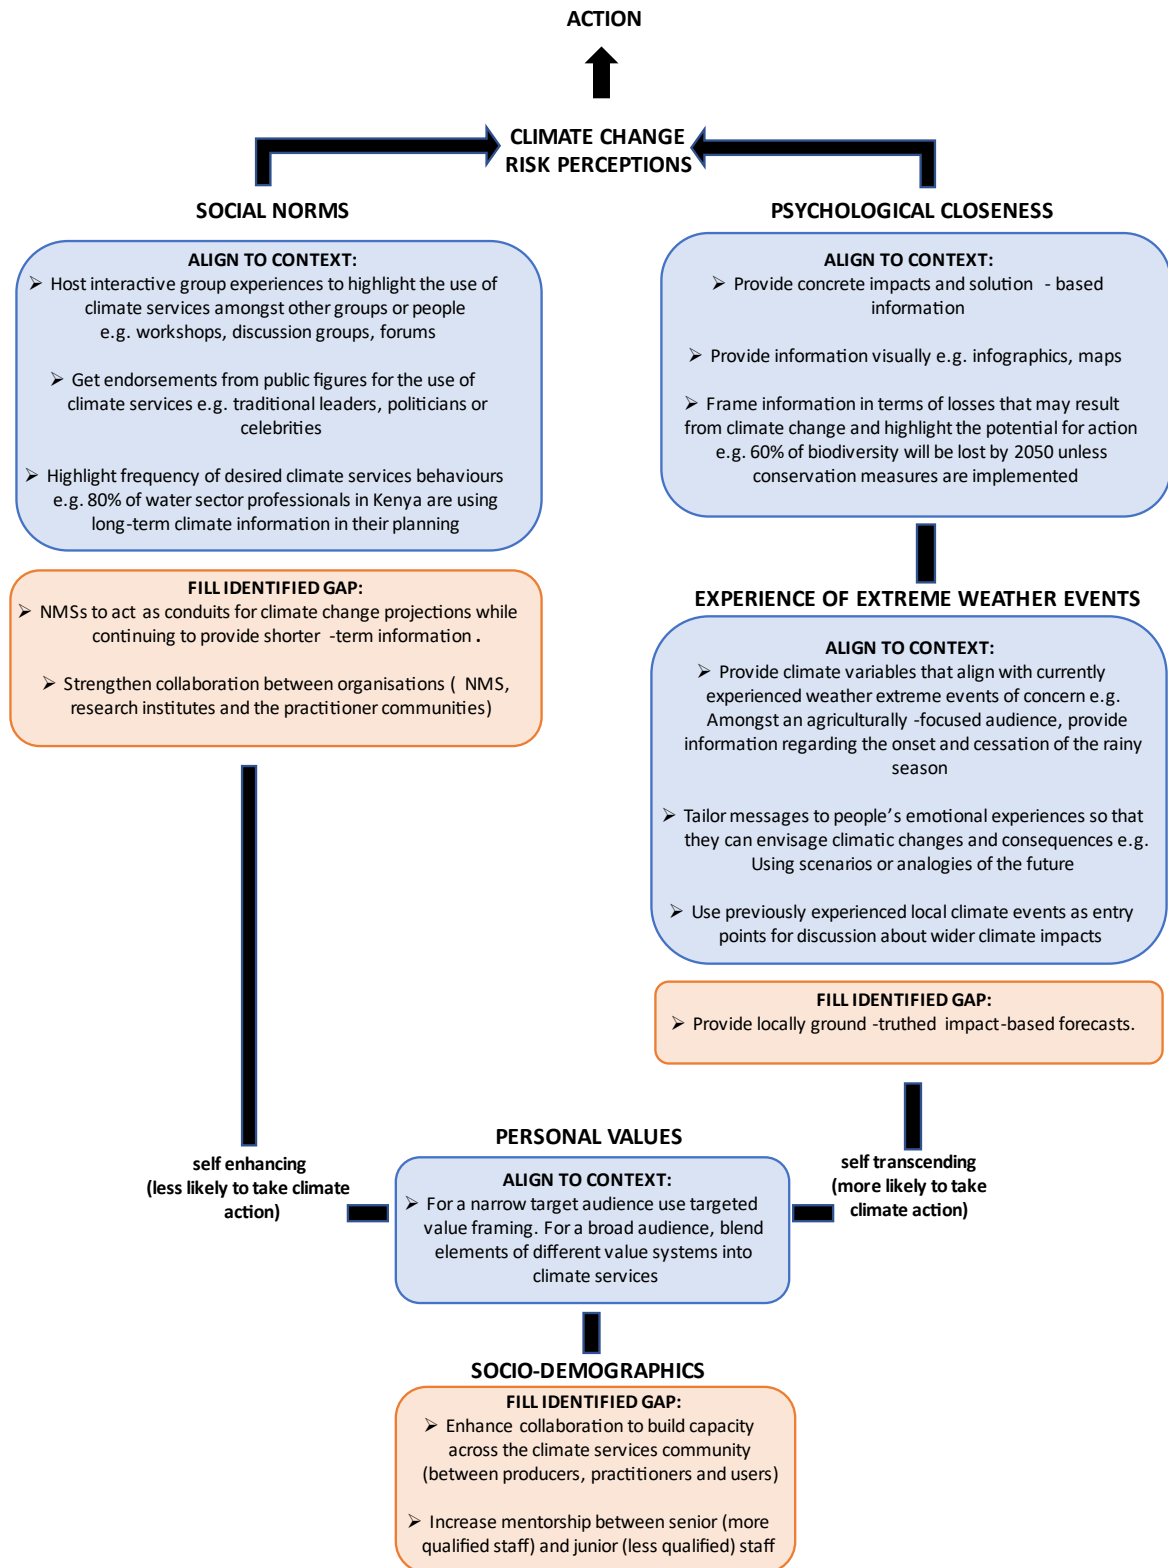 ACTION
CLIMATE CHANGE
RISK PERCEPTIONS
SOCIAL NORMS
ALIGN TO CONTEXT:
➢ Host interactive group experiences to highlight the use of
climate services amongst other groups or people
e.g. workshops, discussion groups, forums
➢ Get endorsements from public figures for the use of
climate services e.g. traditional leaders, politicians or
celebrities
➢ Highlight frequency of desired climate services behaviours
e.g. 80% of water sector professionals in Kenya are using
long-term climate information in their planning
FILL IDENTIFIED GAP:
➢ NMSs to act as conduits for climate change projections while
continuing to provide shorter -term information .
➢ Strengthen collaboration between organisations ( NMS,
research institutes and the practitioner communities)
PSYCHOLOGICAL CLOSENESS
ALIGN TO CONTEXT:
➢ Provide concrete impacts and solution - based
information
➢ Provide information visually e.g. infographics, maps
➢ Frame information in terms of losses that may result
from climate change and highlight the potential for action
e.g. 60% of biodiversity will be lost by 2050 unless
conservation measures are implemented
EXPERIENCE OF EXTREME WEATHER EVENTS
ALIGN TO CONTEXT:
➢ Provide climate variables that align with currently
experienced weather extreme events of concern e.g.
Amongst an agriculturally -focused audience, provide
information regarding the onset and cessation of the rainy
season
➢ Tailor messages to people's emotional experiences so that
they can envisage climatic changes and consequences e.g.
Using scenarios or analogies of the future
➢ Use previously experienced local climate events as entry
points for discussion about wider climate impacts
FILL IDENTIFIED GAP:
➢ Provide locally ground -truthed impact-based forecasts.
self enhancing
(less likely to take climate
action)
PERSONAL VALUES
ALIGN TO CONTEXT:
➢ For a narrow target audience use targeted
value framing. For a broad audience, blend
elements of different value systems into
climate services
self transcending
(more likely to take
climate action)
SOCIO-DEMOGRAPHICS
FILL IDENTIFIED GAP:
➢ Enhance collaboration to build capacity
across the climate services community
(between producers, practitioners and users)
➢ Increase mentorship between senior (more
qualified staff) and junior (less qualified) staff